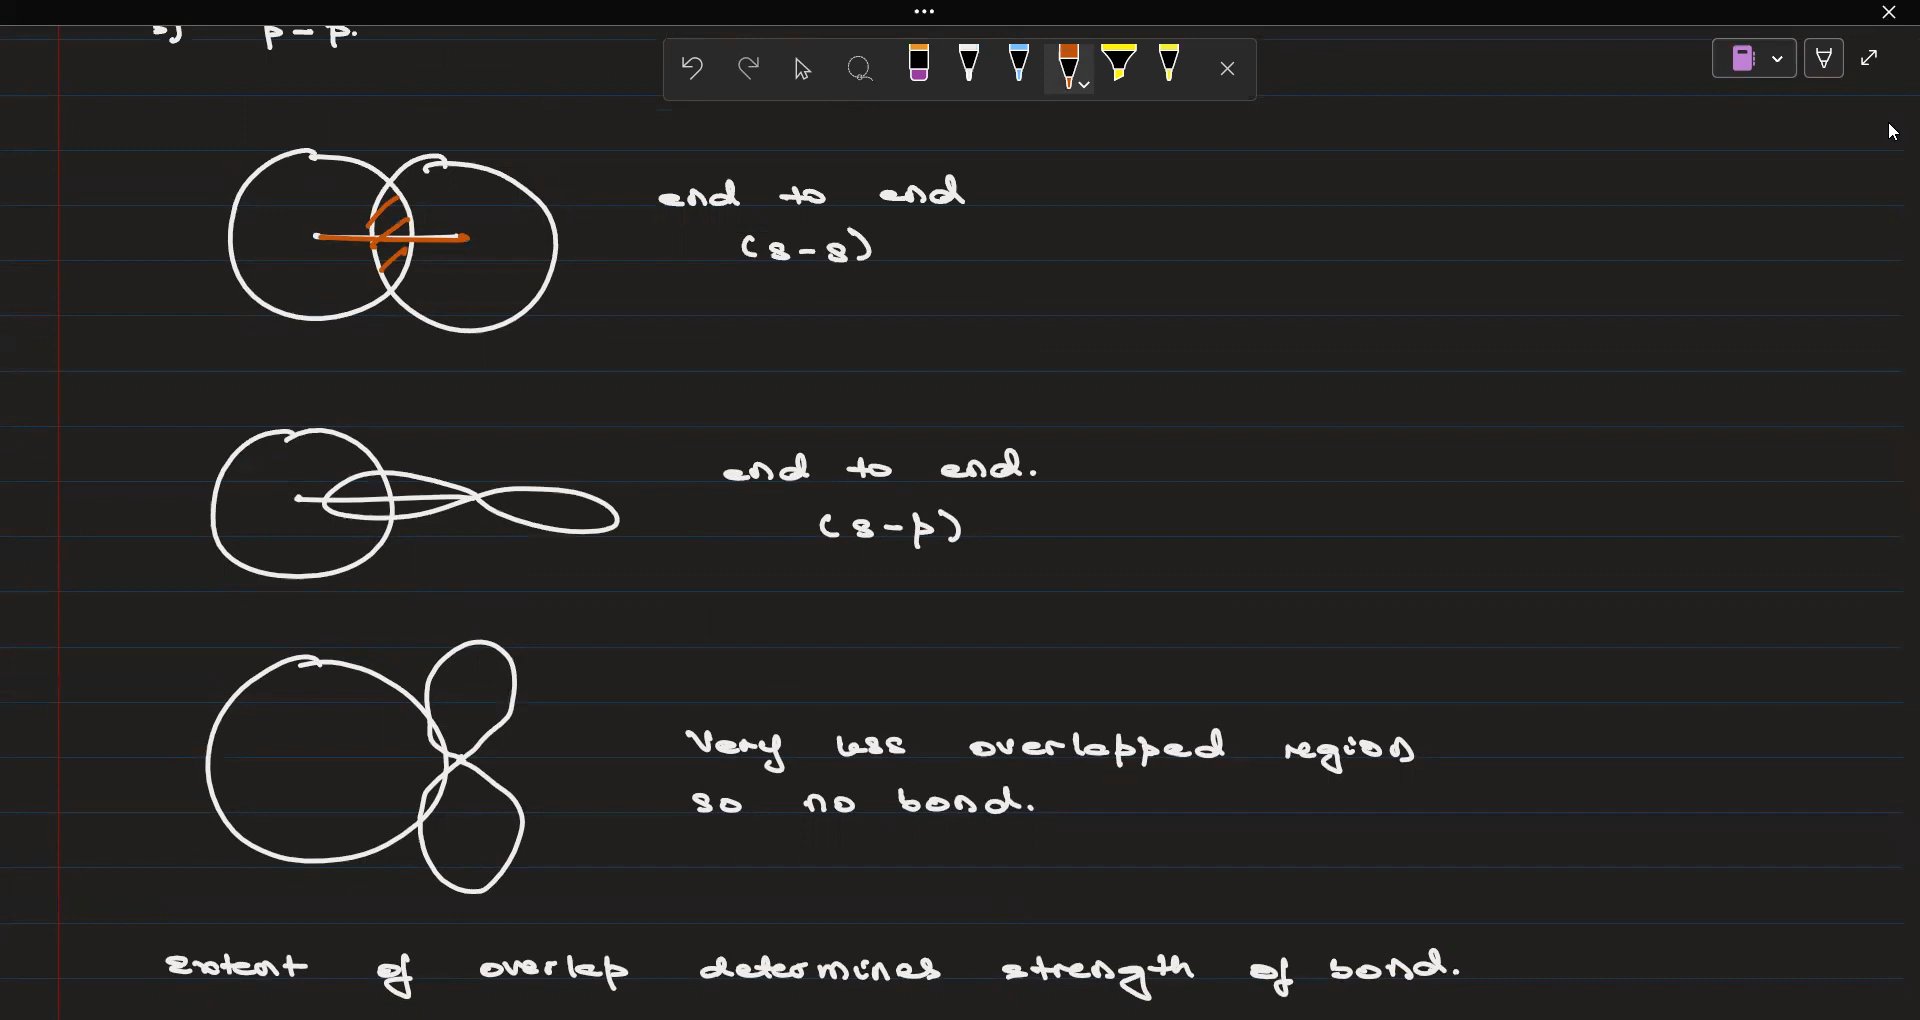 3) p-p.
end to end
(s-s)
end to end.
(s-p)
Very less overlapped region
so no bond.
Extent of overlap determines strength of bond.